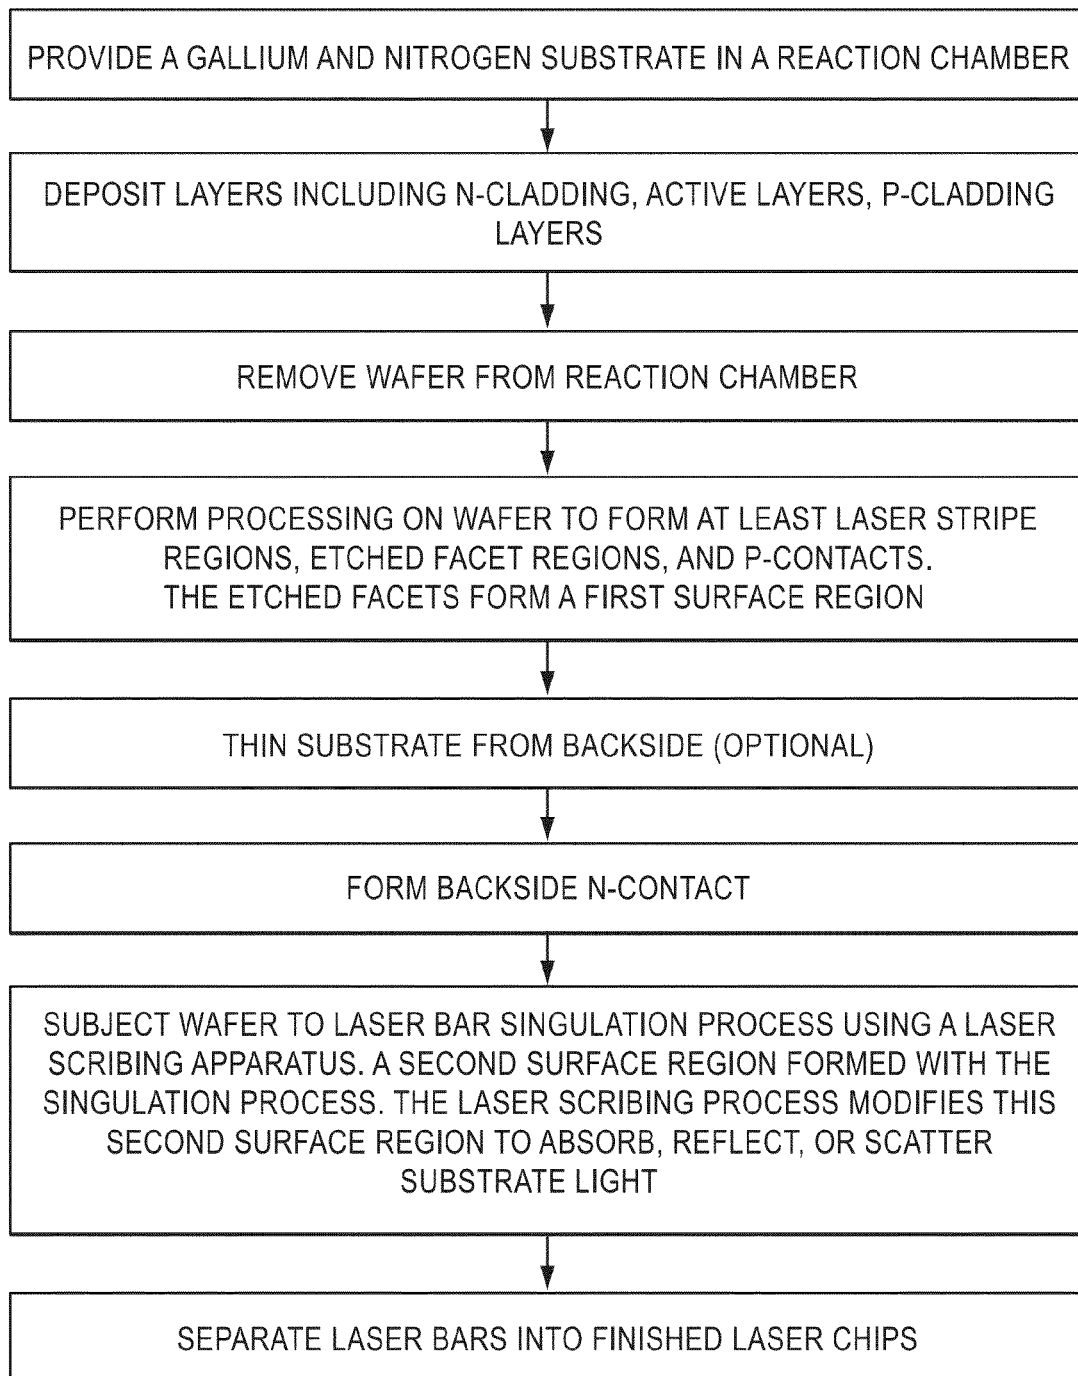 PROVIDE A GALLIUM AND NITROGEN SUBSTRATE IN A REACTION CHAMBER
DEPOSIT LAYERS INCLUDING N-CLADDING, ACTIVE LAYERS, P-CLADDING
LAYERS
REMOVE WAFER FROM REACTION CHAMBER
PERFORM PROCESSING ON WAFER TO FORM AT LEAST LASER STRIPE
REGIONS, ETCHED FACET REGIONS, AND P-CONTACTS.
THE ETCHED FACETS FORM A FIRST SURFACE REGION
THIN SUBSTRATE FROM BACKSIDE (OPTIONAL)
FORM BACKSIDE N-CONTACT
SUBJECT WAFER TO LASER BAR SINGULATION PROCESS USING A LASER
SCRIBING APPARATUS. A SECOND SURFACE REGION FORMED WITH THE
SINGULATION PROCESS. THE LASER SCRIBING PROCESS MODIFIES THIS
SECOND SURFACE REGION TO ABSORB, REFLECT, OR SCATTER
SUBSTRATE LIGHT
SEPARATE LASER BARS INTO FINISHED LASER CHIPS